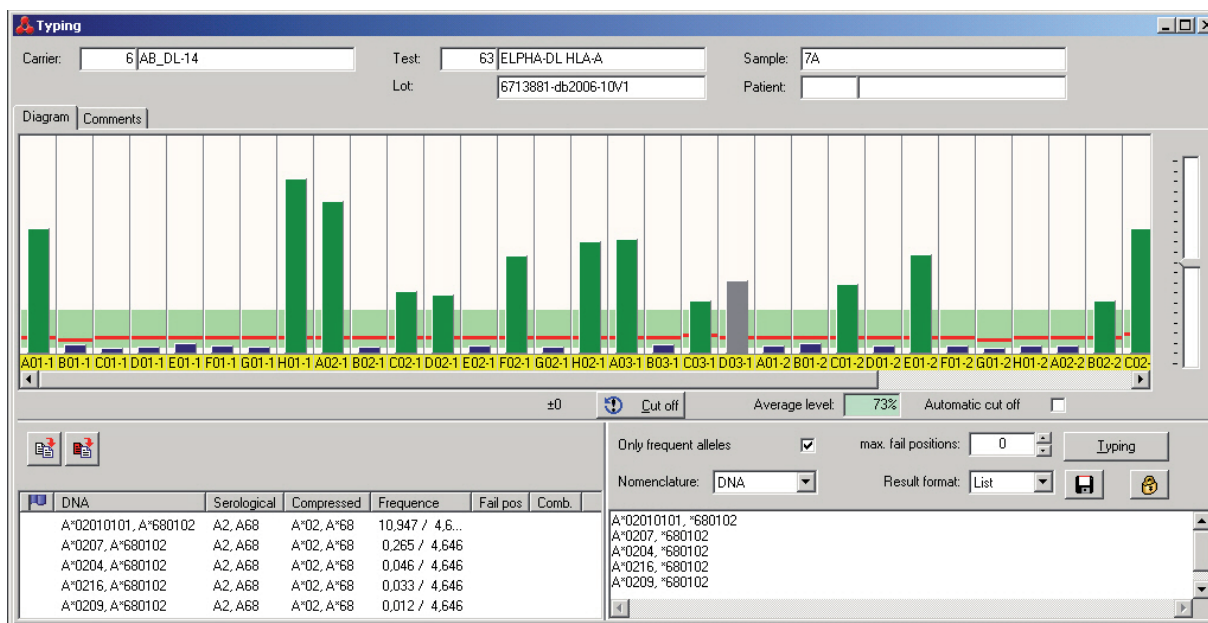 Typing
Carrier: 6 AB_DL-14 Test: 63 ELPHA-DL HLA-A Sample: 7A
Lot: 6713881-db2006-10V1 Patient:
Diagram Comments
A01-1 B01-1 C01-1 D01-1 E01-1 F01-1 G01-1 H01-1 A02-1 B02-1 C02-1 D02-1 E02-1 F02-1 G02-1 H02-1 A03-1 B03-1 C03-1 D03-1 A01-2 B01-2 C01-2 D01-2 E01-2 F01-2 G01-2 H01-2 A02-2 B02-2 C02-
±0 Cut off Average level: 73% Automatic cut off
Only frequent alleles max. fail positions: 0 Typing
Nomenclature: DNA Result format: List
DNA Serological Compressed Frequence Fail pos Comb.
A*02010101, A*680102 A2, A68 A*02, A*68 10,947 / 4,6...
A*0207, A*680102 A2, A68 A*02, A*68 0,265 / 4,646
A*0204, A*680102 A2, A68 A*02, A*68 0,046 / 4,646
A*0216, A*680102 A2, A68 A*02, A*68 0,033 / 4,646
A*0209, A*680102 A2, A68 A*02, A*68 0,012 / 4,646
A*02010101, *680102
A*0207, *680102
A*0204, *680102
A*0216, *680102
A*0209, *680102